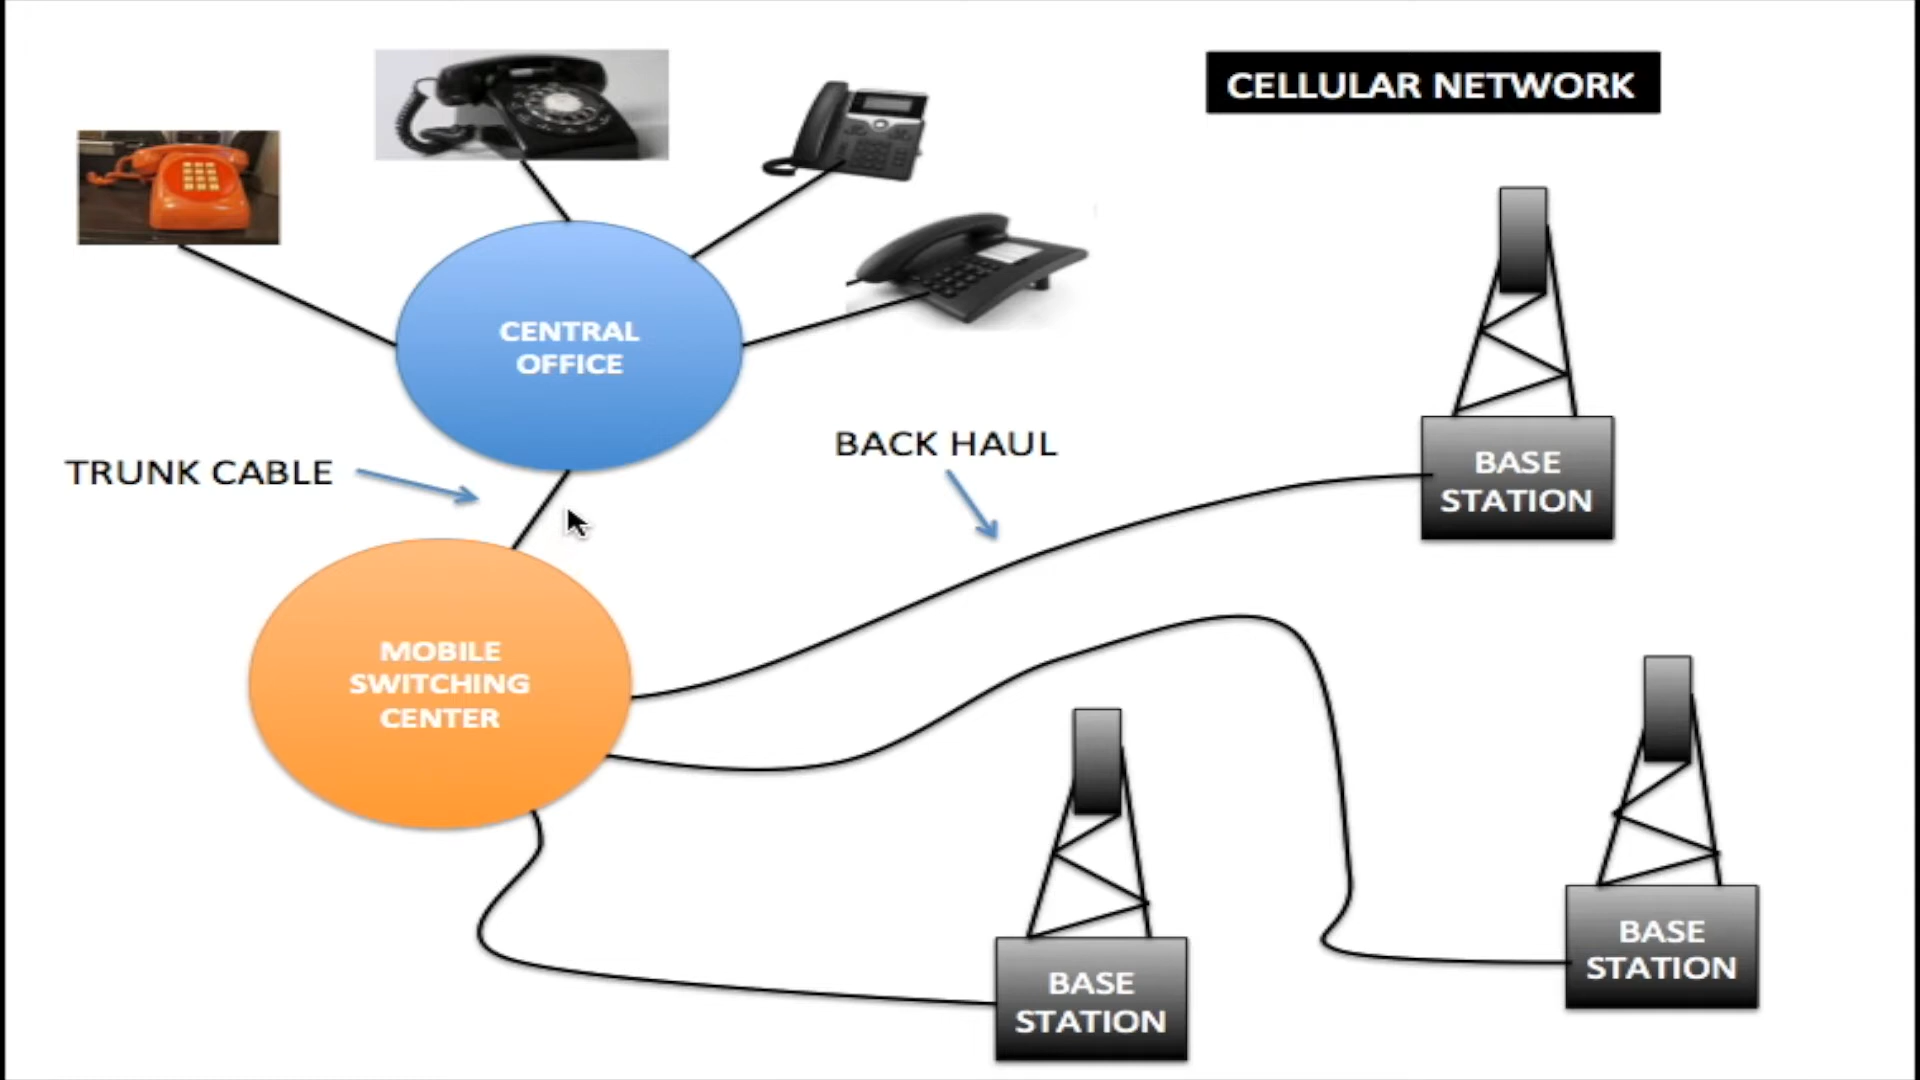 CELLULAR NETWORK
CENTRAL
OFFICE
TRUNK CABLE
BACK HAUL
BASE
STATION
MOBILE
SWITCHING
CENTER
BASE
STATION
BASE
STATION